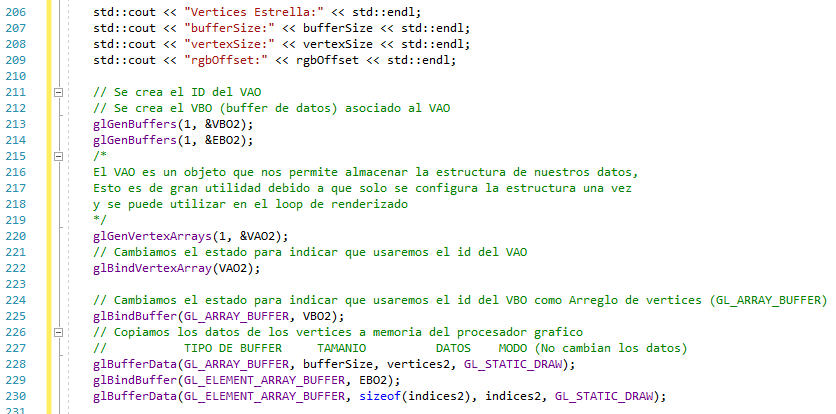 206 std::cout << "Vertices Estrella:" << std::endl;
207 std::cout << "bufferSize:" << bufferSize << std::endl;
208 std::cout << "vertexSize:" << vertexSize << std::endl;
209 std::cout << "rgbOffset:" << rgbOffset << std::endl;
210
211 // Se crea el ID del VAO
212 // Se crea el VBO (buffer de datos) asociado al VAO
213 glGenBuffers(1, &VBO2);
214 glGenBuffers(1, &EBO2);
215 /*
216 El VAO es un objeto que nos permite almacenar la estructura de nuestros datos,
217 Esto es de gran utilidad debido a que solo se configura la estructura una vez
218 y se puede utilizar en el loop de renderizado
219 */
220 glGenVertexArrays(1, &VAO2);
221 // Cambiamos el estado para indicar que usaremos el id del VAO
222 glBindVertexArray(VAO2);
223
224 // Cambiamos el estado para indicar que usaremos el id del VBO como Arreglo de vertices (GL_ARRAY_BUFFER)
225 glBindBuffer(GL_ARRAY_BUFFER, VBO2);
226 // Copiamos los datos de los vertices a memoria del procesador grafico
227 // TIPO DE BUFFER TAMANIO DATOS MODO (No cambian los datos)
228 glBufferData(GL_ARRAY_BUFFER, bufferSize, vertices2, GL_STATIC_DRAW);
229 glBindBuffer(GL_ELEMENT_ARRAY_BUFFER, EBO2);
230 glBufferData(GL_ELEMENT_ARRAY_BUFFER, sizeof(indices2), indices2, GL_STATIC_DRAW);
231